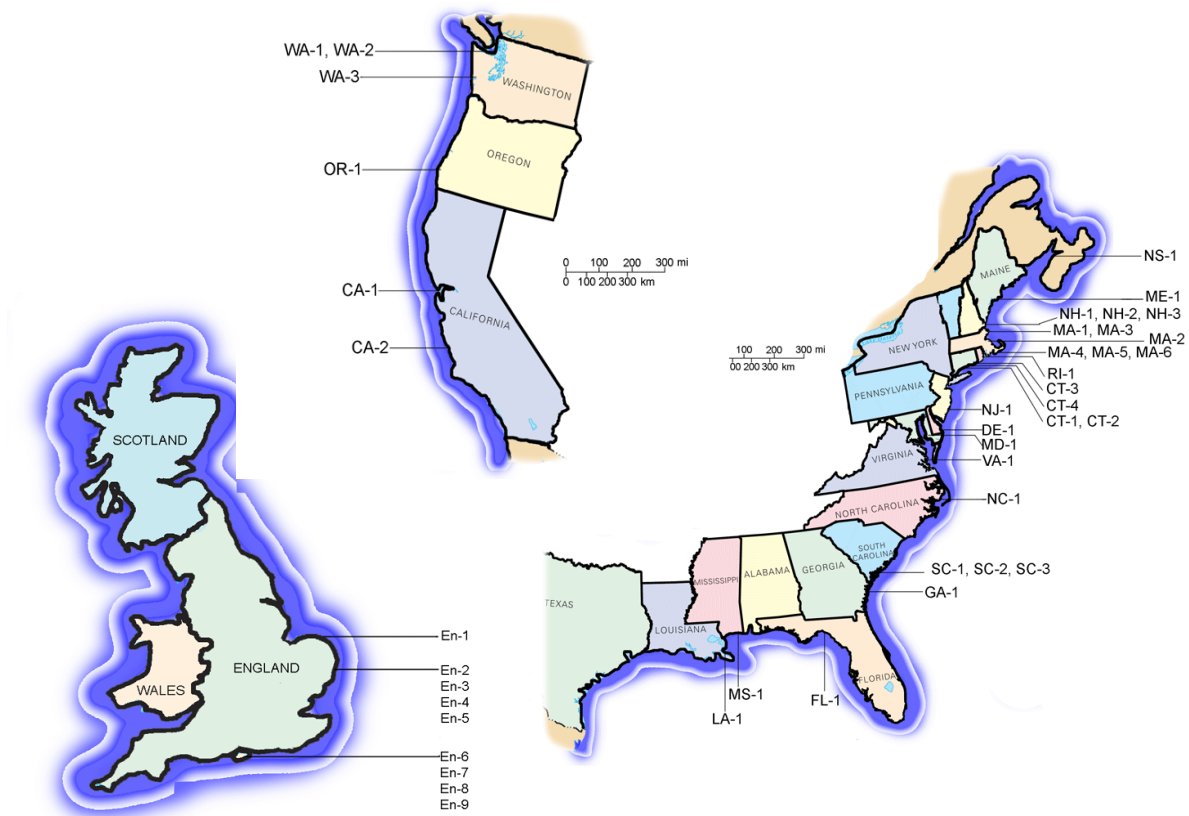 WA-1, WA-2
WA-3
WASHINGTON
OREGON
OR-1
0 100 200 300 mi
0 100 200 300 km
CA-1
CALIFORNIA
CA-2
NS-1
MAINE
ME-1
NH-1, NH-2, NH-3
MA-1, MA-3
MA-2
NEW YORK
MA-4, MA-5, MA-6
100 200 300 mi
00 200 300 km
RI-1
CT-3
PENNSYLVANIA
CT-4
NJ-1
CT-1, CT-2
DE-1
MD-1
VIRGINIA
VA-1
NC-1
NORTH CAROLINA
SOUTH
CAROLINA
SC-1, SC-2, SC-3
MISSISSIPPI
ALABAMA
GEORGIA
GA-1
TEXAS
LOUISIANA
FLORIDA
MS-1
FL-1
LA-1
SCOTLAND
En-1
ENGLAND
En-2
En-3
WALES
En-4
En-5
En-6
En-7
En-8
En-9